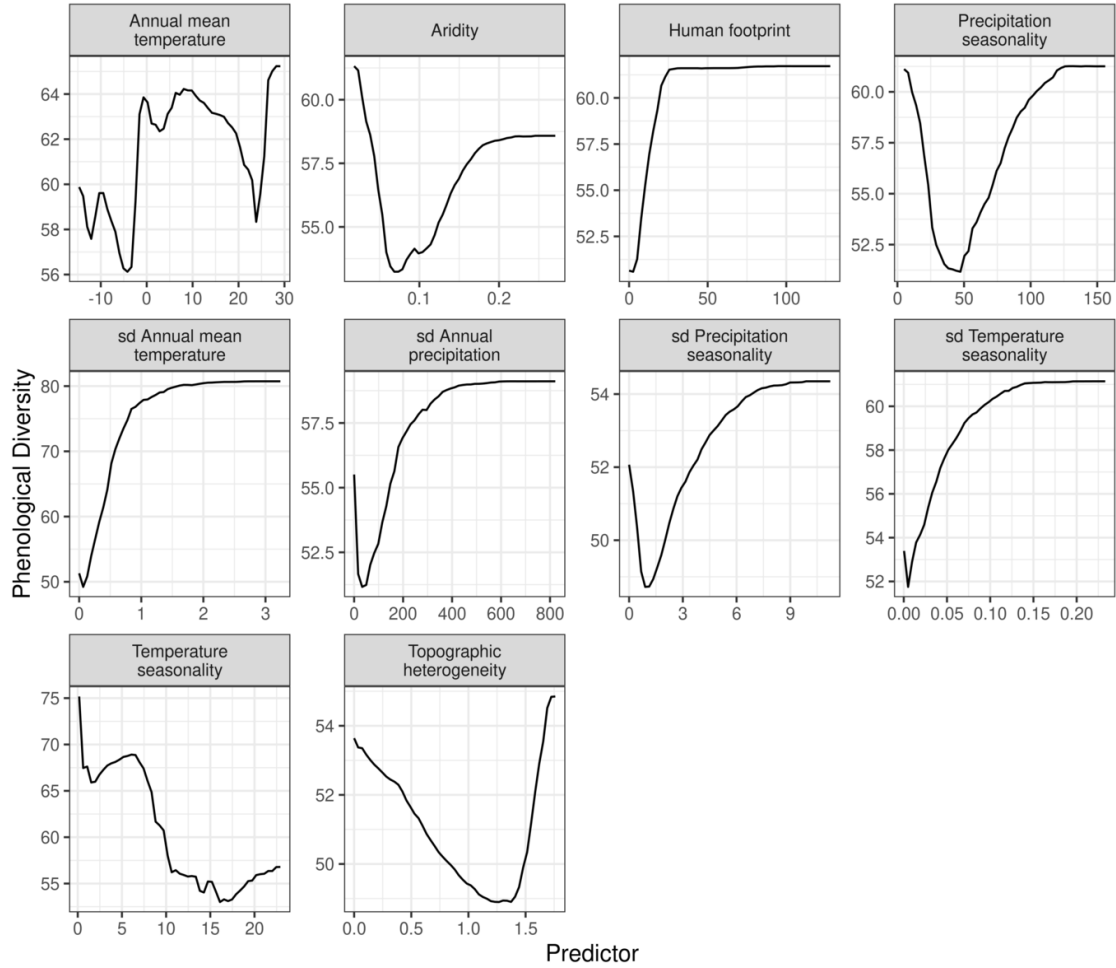 Annual mean
temperature
Aridity
Human footprint
Precipitation
seasonality
64
62
60
58
56
-10 0 10 20 30
60.0
57.5
55.0
0.1 0.2
60.0
57.5
55.0
52.5
0 50 100
60.0
57.5
55.0
52.5
0 50 100 150
sd Annual mean
temperature
sd Annual
precipitation
sd Precipitation
seasonality
sd Temperature
seasonality
80
70
60
50
0 1 2 3
57.5
55.0
52.5
0 200 400 600 800
54
52
50
0 3 6 9
60
58
56
54
52
0.00 0.05 0.10 0.15 0.20
Temperature
seasonality
Topographic
heterogeneity
75
70
65
60
55
0 5 10 15 20
54
52
50
0.0 0.5 1.0 1.5
Phenological Diversity
Predictor